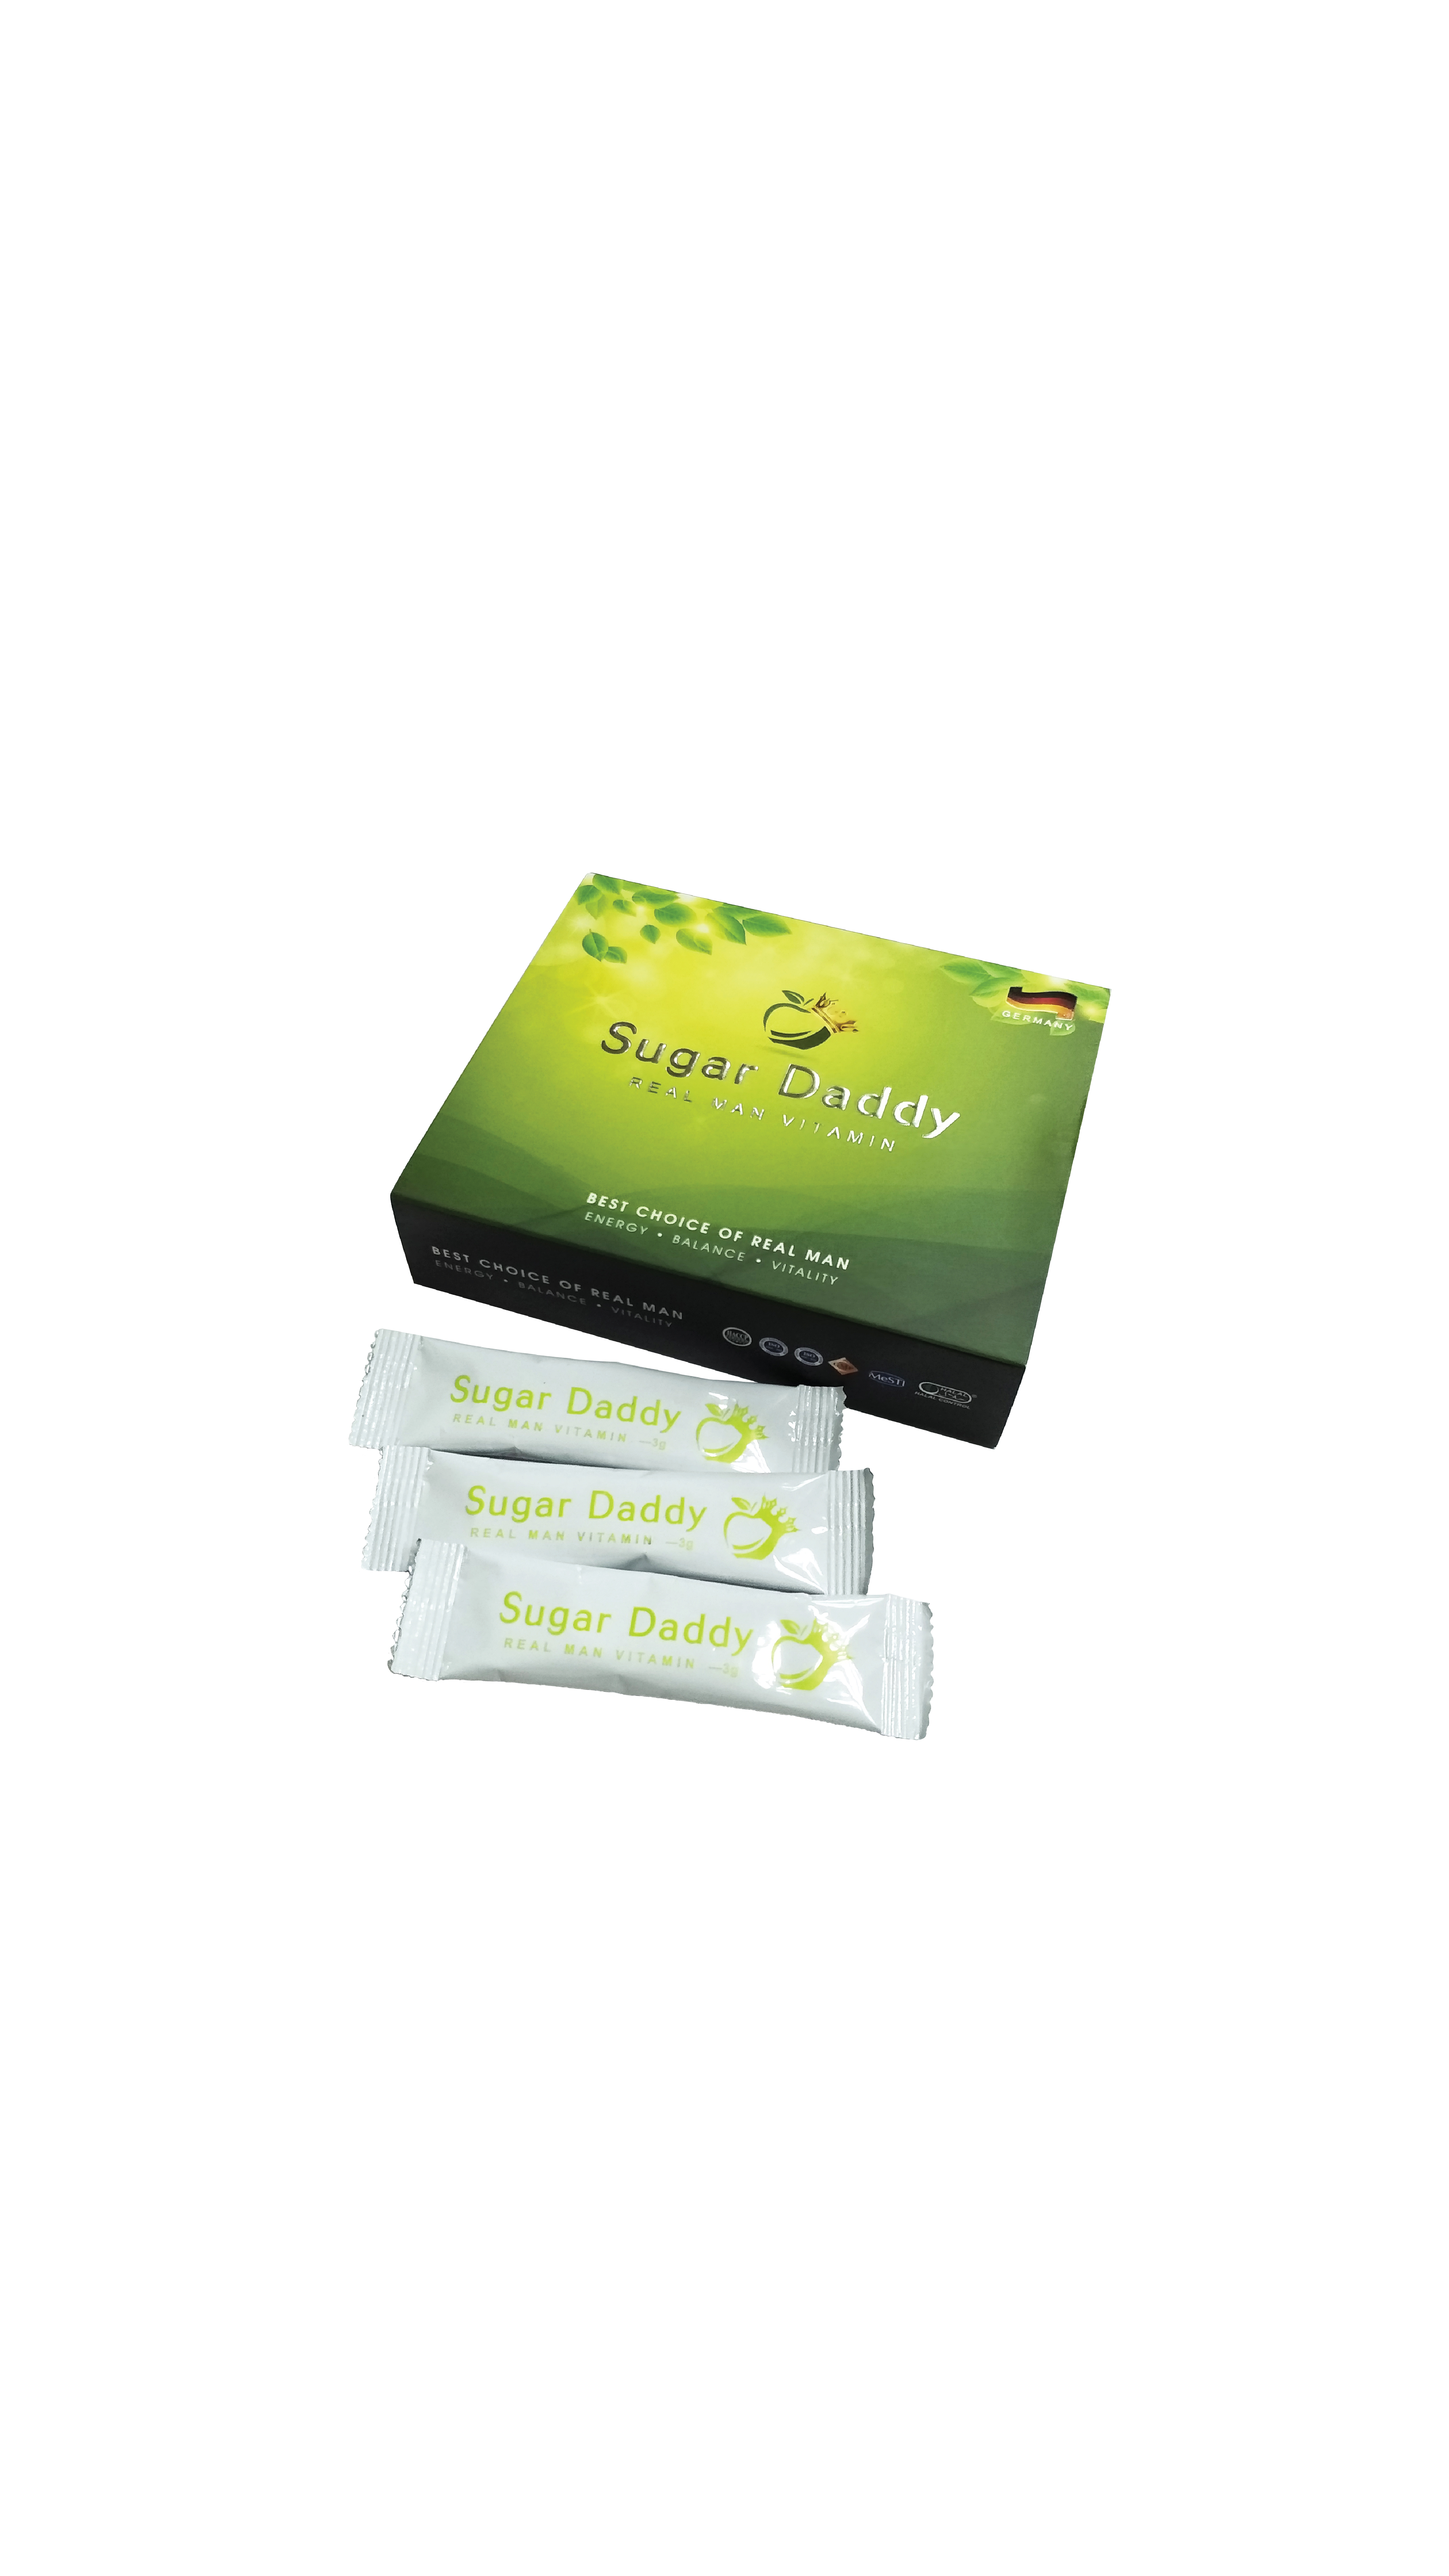 GERMANY
Sugar Daddy
REAL MAN VITAMIN
BEST CHOICE OF REAL MAN
ENERGY • BALANCE • VITALITY
BEST CHOICE OF REAL MAN
ENERGY • BALANCE • VITALITY
MeSTI
HALAL
HALAL CONTROL
Sugar Daddy
REAL MAN VITAMIN —3g
Sugar Daddy
REAL MAN VITAMIN —3g
Sugar Daddy
REAL MAN VITAMIN —3g